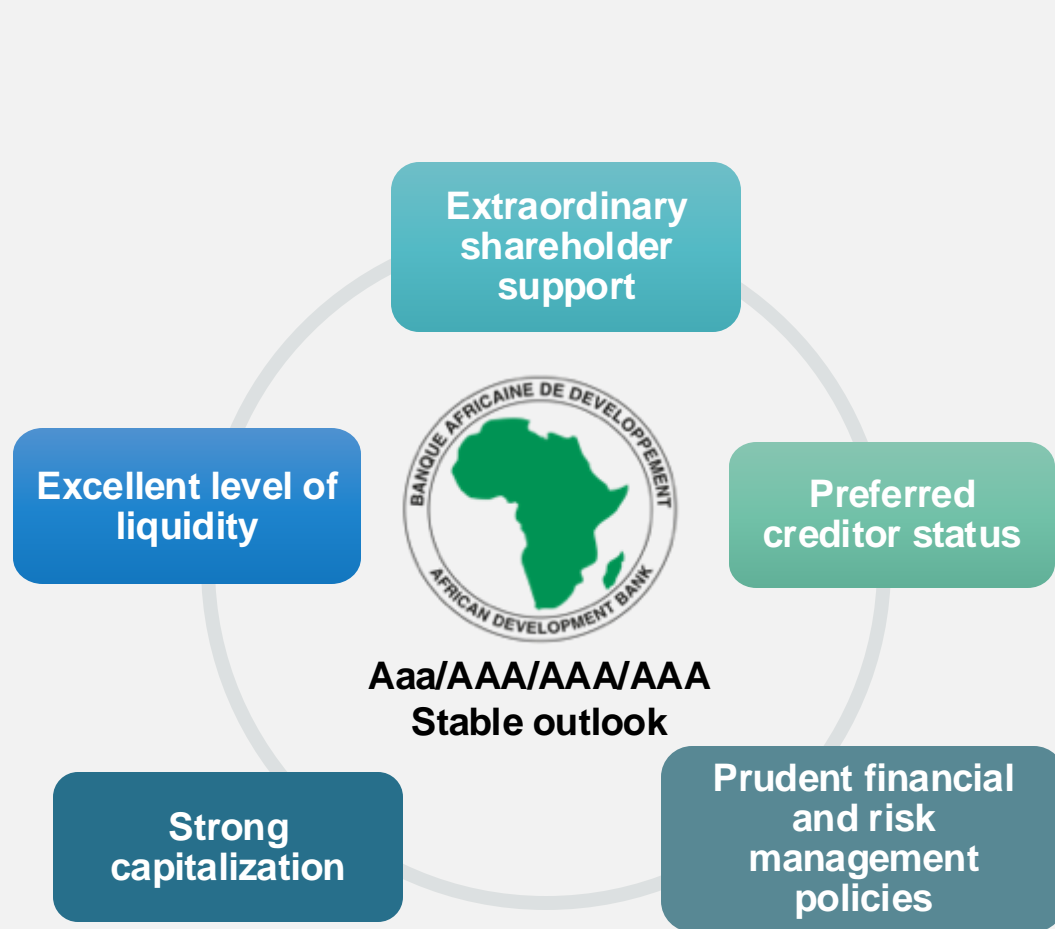 Extraordinary
shareholder
support
Excellent level of
liquidity
BANQUE AFRICAINE DE DEVELOPPEMENT
AFRICAN DEVELOPMENT BANK
Preferred
creditor status
Aaa/AAA/AAA/AAA
Stable outlook
Strong
capitalization
Prudent financial
and risk
management
policies